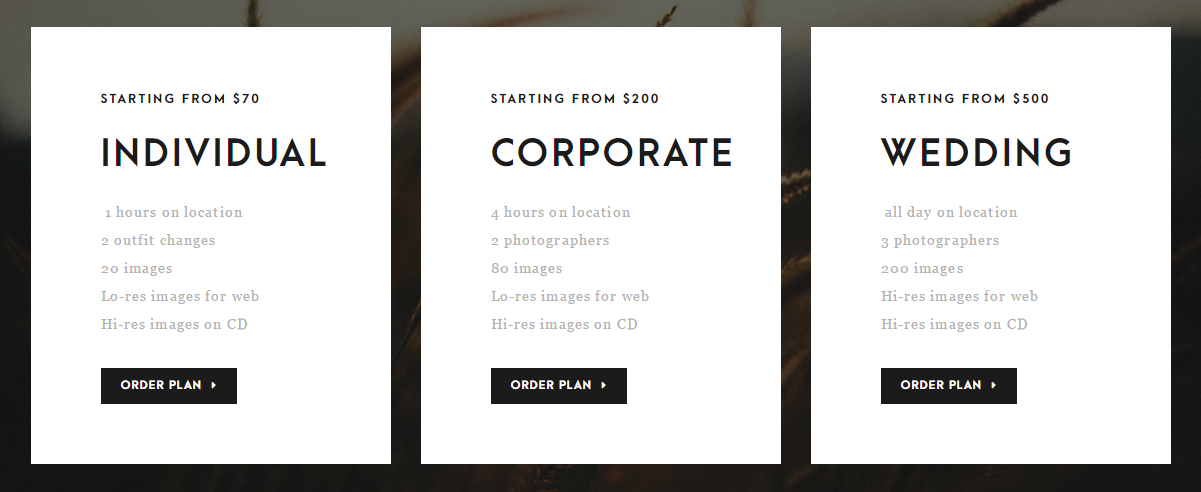 STARTING FROM $70
INDIVIDUAL
1 hours on location
2 outfit changes
20 images
Lo-res images for web
Hi-res images on CD
ORDER PLAN
STARTING FROM $200
CORPORATE
4 hours on location
2 photographers
80 images
Lo-res images for web
Hi-res images on CD
ORDER PLAN
STARTING FROM $500
WEDDING
all day on location
3 photographers
200 images
Hi-res images for web
Hi-res images on CD
ORDER PLAN